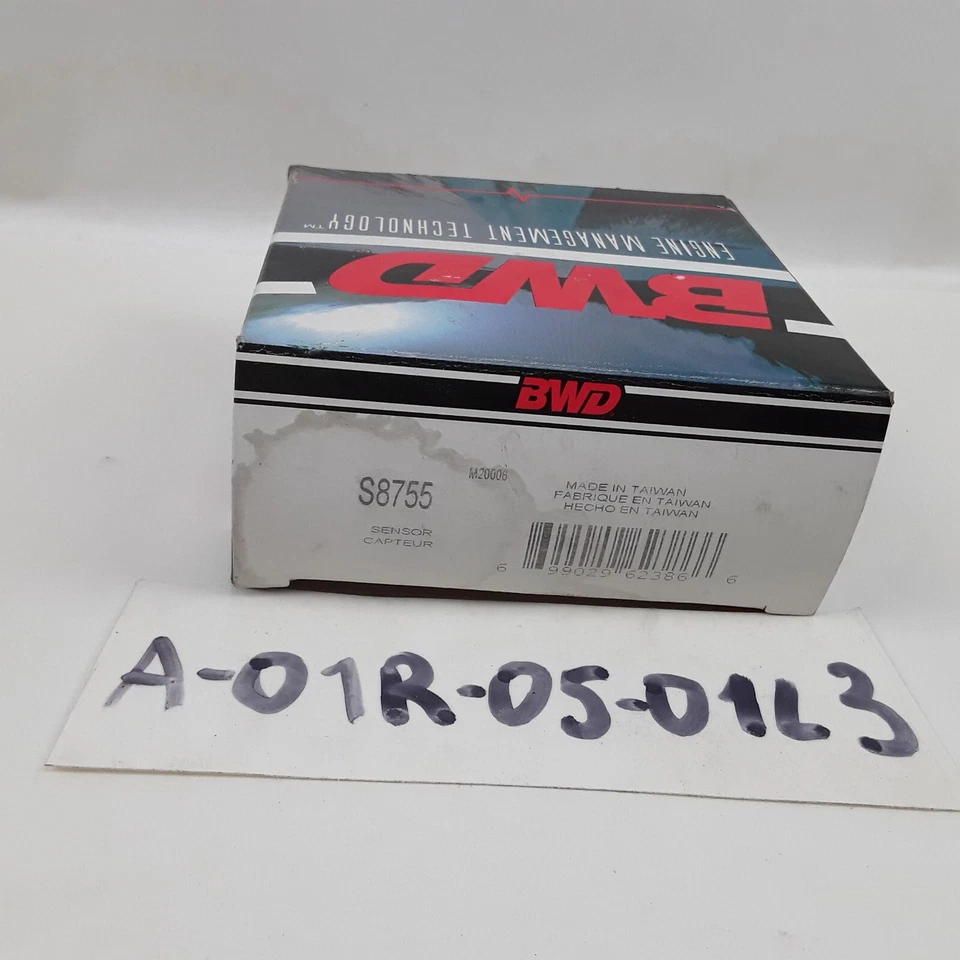 ENGINE MANAGEMENT TECHNOLOGY™
BWD
BWD
M20006
S8755
SENSOR
CAPTEUR
MADE IN TAIWAN
FABRIQUE EN TAIWAN
HECHO EN TAIWAN
6 99029 62386 6
A-01R-05-01L3